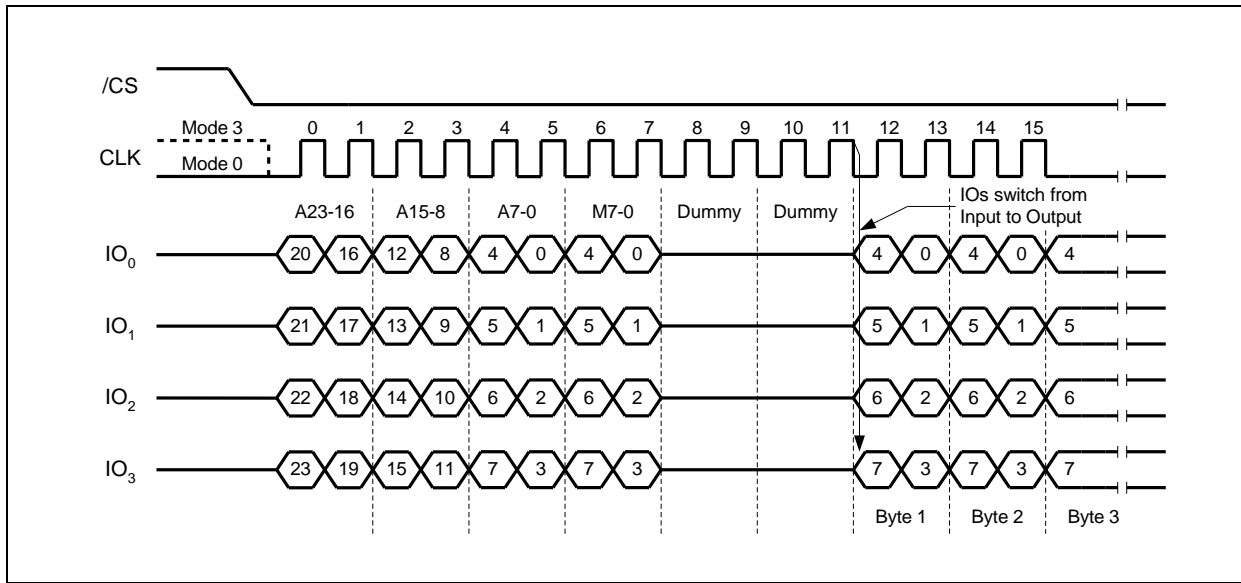 /CS
Mode 3 0 1 2 3 4 5 6 7 8 9 10 11 12 13 14 15
CLK
Mode 0
IOs switch from
Input to Output
A23-16 A15-8 A7-0 M7-0 Dummy Dummy
IO0 20 16 12 8 4 0 4 0 4 0 4 0 4
IO1 21 17 13 9 5 1 5 1 5 1 5 1 5
IO2 22 18 14 10 6 2 6 2 6 2 6 2 6
IO3 23 19 15 11 7 3 7 3 7 3 7 3 7
Byte 1 Byte 2 Byte 3